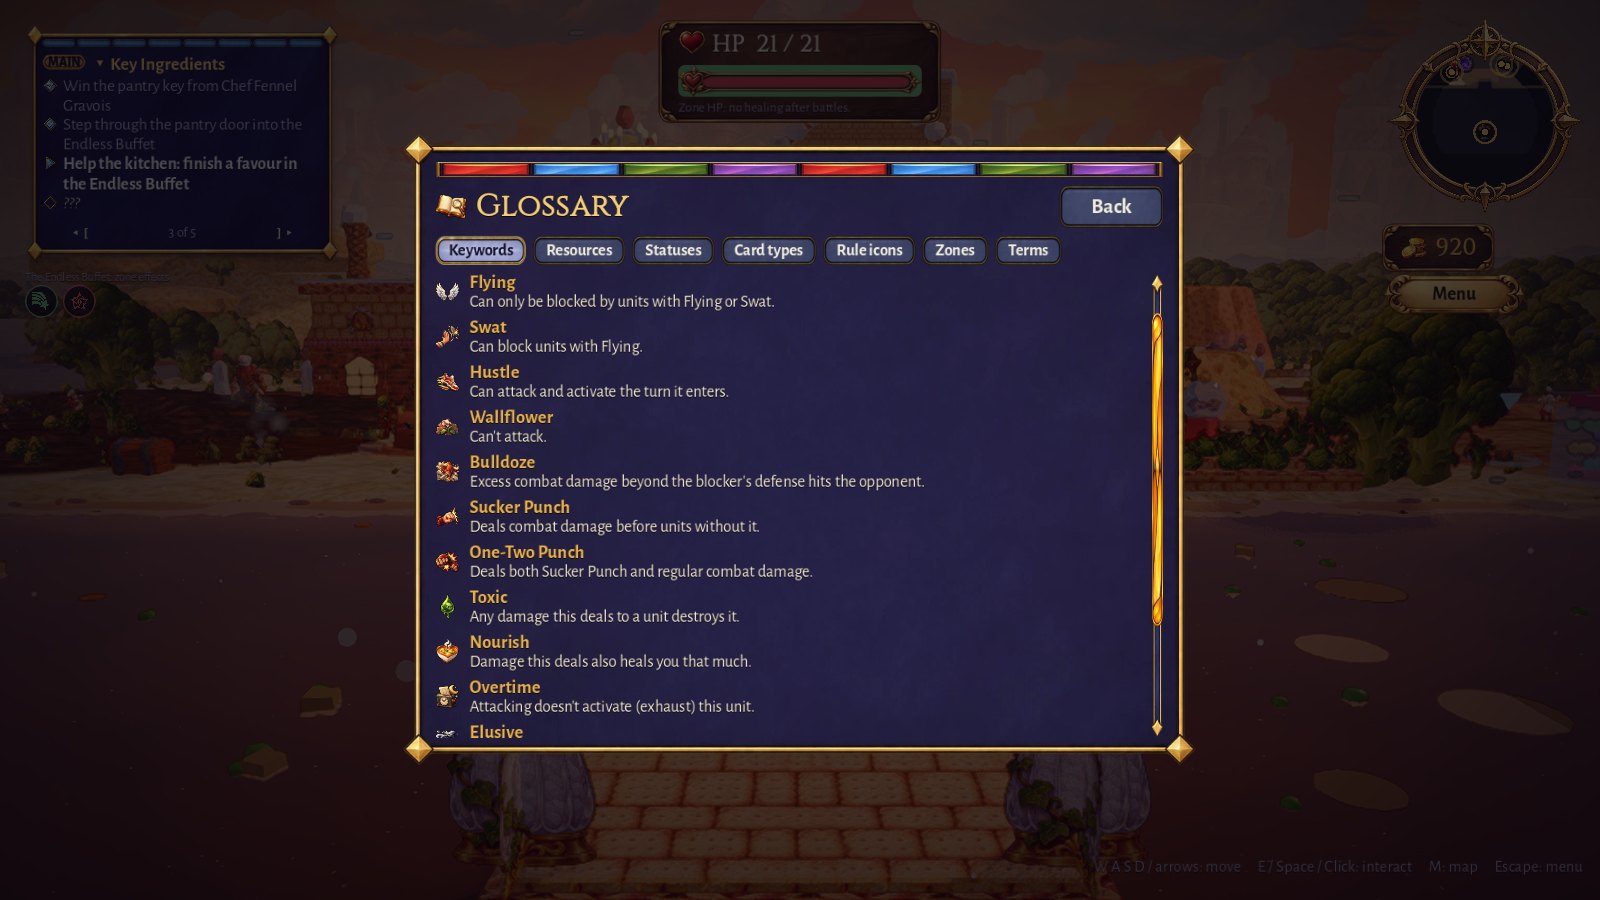 MAIN ▾ Key Ingredients
Win the pantry key from Chef Fennel
Gravois
Step through the pantry door into the
Endless Buffet
Help the kitchen: finish a favour in
the Endless Buffet
???
◂ [ 3 of 5 ] ▸
The Endless Buffet: zone effects
HP 21 / 21
Zone HP: no healing after battles.
920
Menu
Glossary
Back
Keywords Resources Statuses Card types Rule icons Zones Terms
Flying
Can only be blocked by units with Flying or Swat.
Swat
Can block units with Flying.
Hustle
Can attack and activate the turn it enters.
Wallflower
Can't attack.
Bulldoze
Excess combat damage beyond the blocker's defense hits the opponent.
Sucker Punch
Deals combat damage before units without it.
One-Two Punch
Deals both Sucker Punch and regular combat damage.
Toxic
Any damage this deals to a unit destroys it.
Nourish
Damage this deals also heals you that much.
Overtime
Attacking doesn't activate (exhaust) this unit.
Elusive
W A S D / arrows: move E / Space / Click: interact M: map Escape: menu